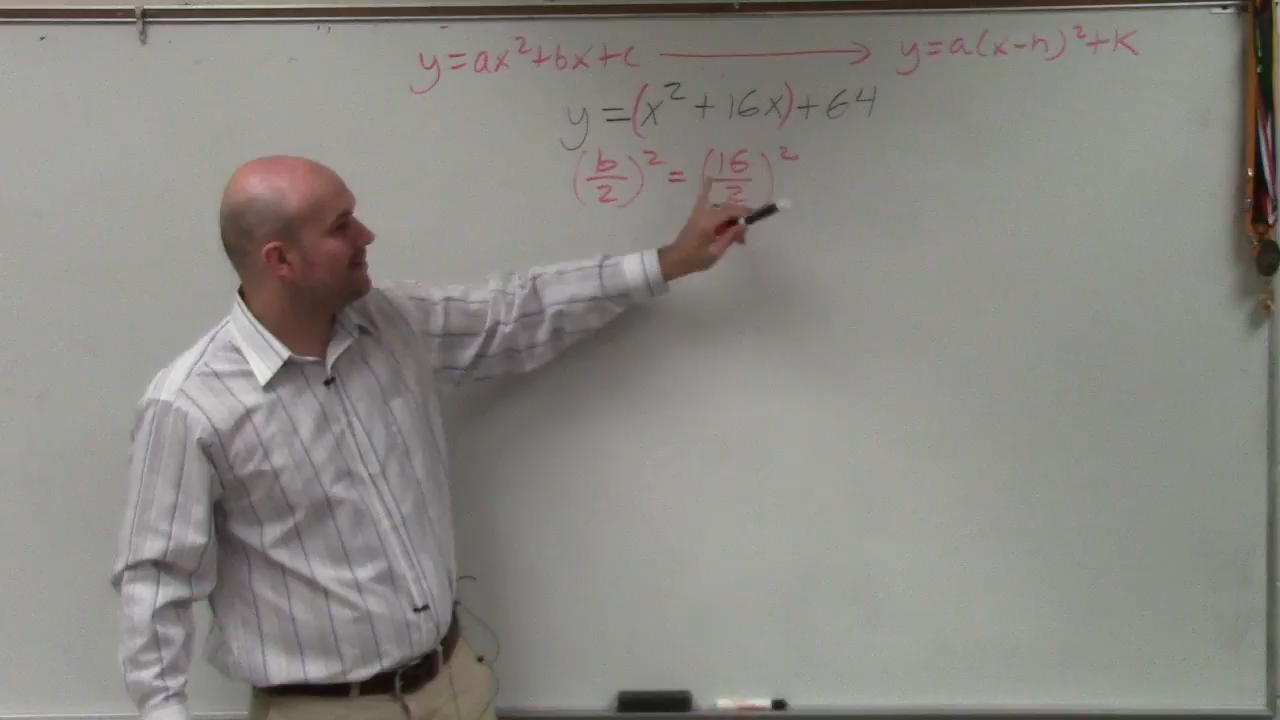 y=ax²+bx+c ⟶ y=a(x-h)²+k
y=(x²+16x)+64
(b/2)² = (16/2)²